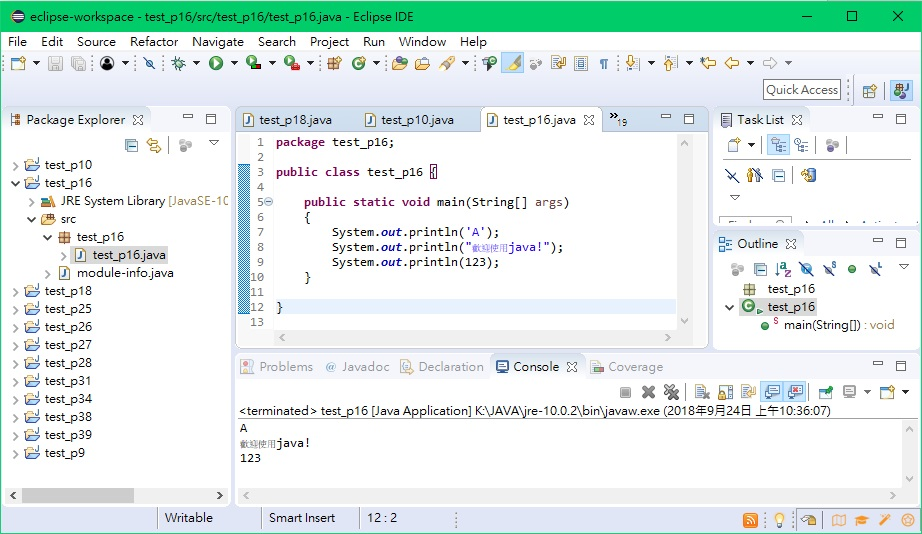 eclipse-workspace - test_p16/src/test_p16/test_p16.java - Eclipse IDE
File Edit Source Refactor Navigate Search Project Run Window Help
Quick Access
Package Explorer
test_p10
test_p16
JRE System Library [JavaSE-10
src
test_p16
test_p16.java
module-info.java
test_p18
test_p25
test_p26
test_p27
test_p28
test_p31
test_p34
test_p38
test_p39
test_p9
test_p18.java test_p10.java test_p16.java »19
1 package test_p16;
2
3 public class test_p16 {
4
5 public static void main(String[] args)
6 {
7 System.out.println('A');
8 System.out.println("歡迎使用java!");
9 System.out.println(123);
10 }
11
12 }
13
Task List
Outline
test_p16
test_p16
main(String[]) : void
Problems Javadoc Declaration Console Coverage
<terminated> test_p16 [Java Application] K:\JAVA\jre-10.0.2\bin\javaw.exe (2018年9月24日 上午10:36:07)
A
歡迎使用java!
123
Writable Smart Insert 12 : 2